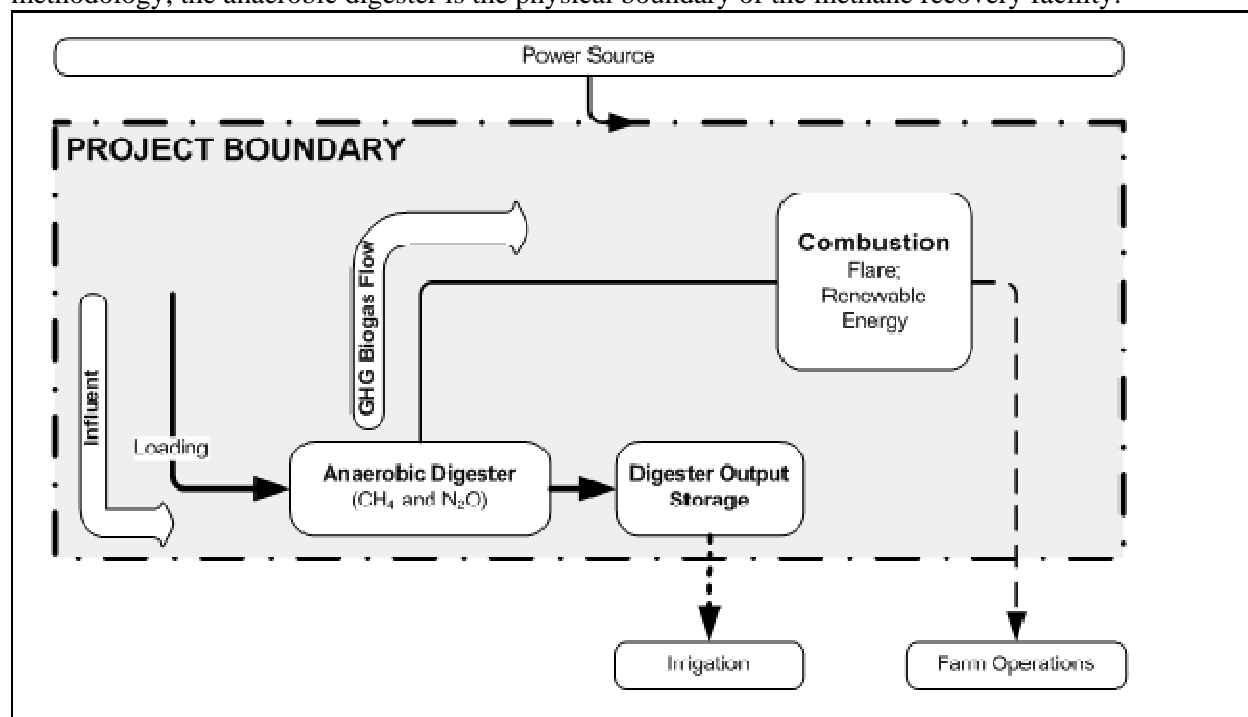 methodology, the anaerobic digester is the physical boundary of the methane recovery facility.
Power Source
PROJECT BOUNDARY
GHG Biogas Flow
Combustion
Flare;
Renewable
Energy
Influent
Loading
Anaerobic Digester
(CH₄ and N₂O)
Digester Output
Storage
Irrigation
Farm Operations